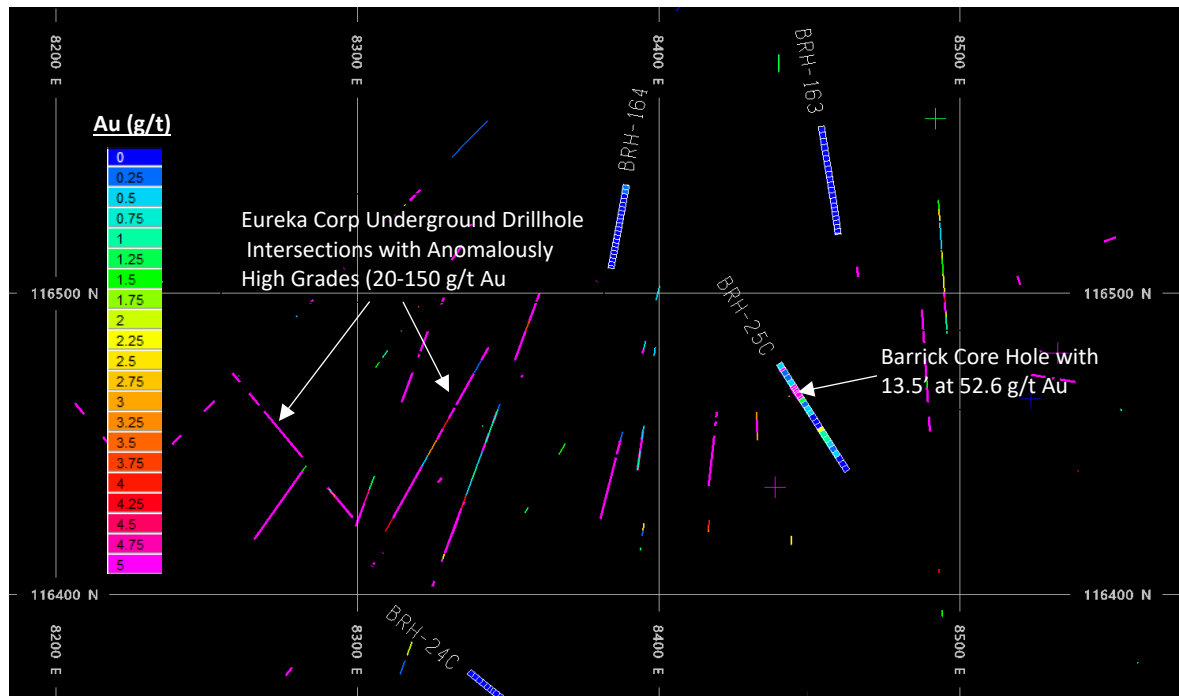 8200 E
8300 E
8400 E
8500 E
BRH-164
BRH-163
Au (g/t)
0
0.25
0.5
0.75
1
1.25
1.5
1.75
2
2.25
2.5
2.75
3
3.25
3.5
3.75
4
4.25
4.5
4.75
5
Eureka Corp Underground Drillhole
Intersections with Anomalously
High Grades (20-150 g/t Au
116500 N
116500 N
BRH-25C
Barrick Core Hole with
13.5' at 52.6 g/t Au
116400 N
116400 N
BRH-24C
8200 E
8300 E
8400 E
8500 E